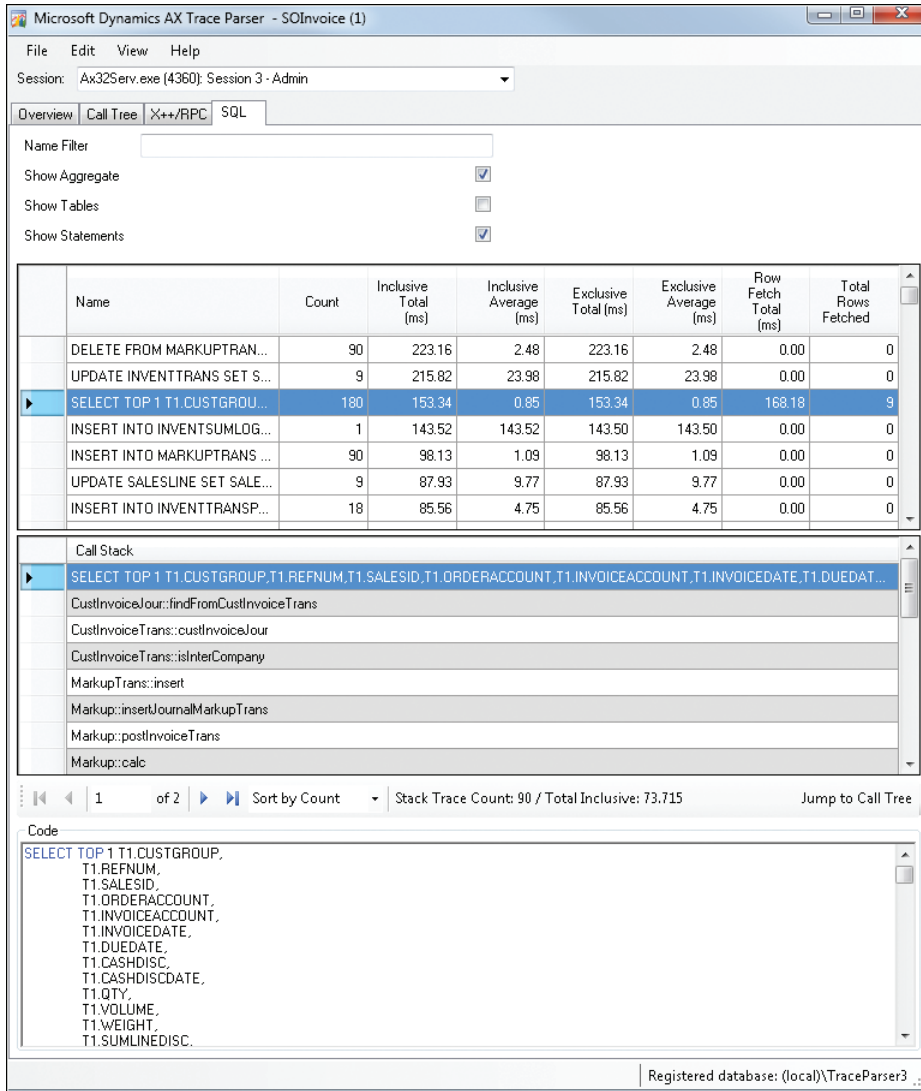 Microsoft Dynamics AX Trace Parser - SOInvoice (1)
File Edit View Help
Session: Ax32Serv.exe (4360): Session 3 - Admin
Overview Call Tree X++/RPC SQL
Name Filter
Show Aggregate
Show Tables
Show Statements
Name Count Inclusive Total (ms) Inclusive Average (ms) Exclusive Total (ms) Exclusive Average (ms) Row Fetch Total (ms) Total Rows Fetched
DELETE FROM MARKUPTRAN... 90 223.16 2.48 223.16 2.48 0.00 0
UPDATE INVENTTRANS SET S... 9 215.82 23.98 215.82 23.98 0.00 0
SELECT TOP 1 T1.CUSTGROU... 180 153.34 0.85 153.34 0.85 168.18 9
INSERT INTO INVENTSUMLOG... 1 143.52 143.52 143.50 143.50 0.00 0
INSERT INTO MARKUPTRANS ... 90 98.13 1.09 98.13 1.09 0.00 0
UPDATE SALESLINE SET SALE... 9 87.93 9.77 87.93 9.77 0.00 0
INSERT INTO INVENTTRANSP... 18 85.56 4.75 85.56 4.75 0.00 0
Call Stack
SELECT TOP 1 T1.CUSTGROUP,T1.REFNUM,T1.SALESID,T1.ORDERACCOUNT,T1.INVOICEACCOUNT,T1.INVOICEDATE,T1.DUEDAT...
CustInvoiceJour::findFromCustInvoiceTrans
CustInvoiceTrans::custInvoiceJour
CustInvoiceTrans::isInterCompany
MarkupTrans::insert
Markup::insertJournalMarkupTrans
Markup::postInvoiceTrans
Markup::calc
1 of 2 Sort by Count Stack Trace Count: 90 / Total Inclusive: 73.715 Jump to Call Tree
Code
SELECT TOP 1 T1.CUSTGROUP,
T1.REFNUM,
T1.SALESID,
T1.ORDERACCOUNT,
T1.INVOICEACCOUNT,
T1.INVOICEDATE,
T1.DUEDATE,
T1.CASHDISC,
T1.CASHDISCDATE,
T1.QTY,
T1.VOLUME,
T1.WEIGHT,
T1.SUMLINEDISC,
Registered database: (local)\TraceParser3